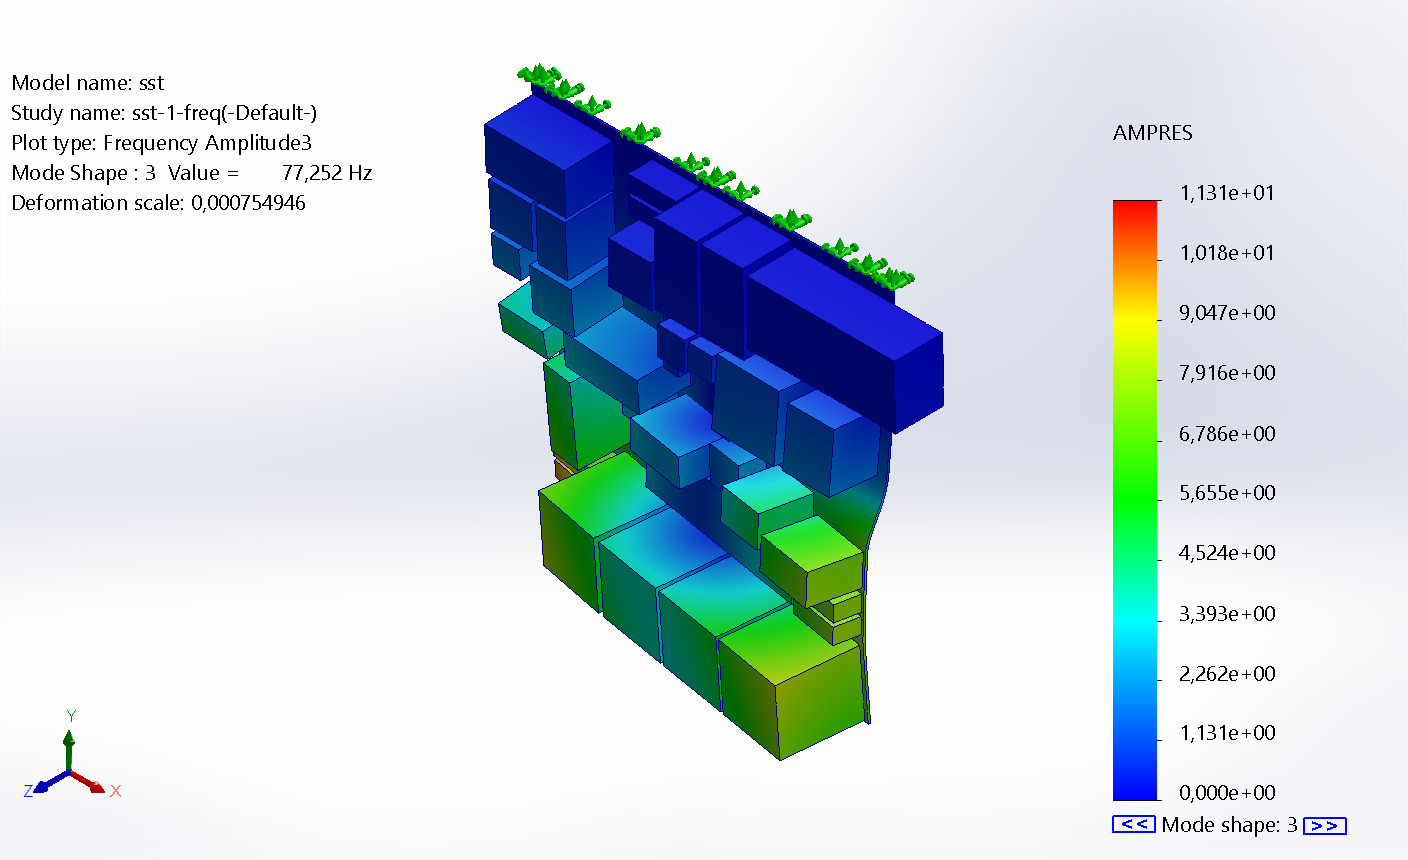 Model name: sst
Study name: sst-1-freq(-Default-)
Plot type: Frequency Amplitude3
Mode Shape : 3 Value = 77,252 Hz
Deformation scale: 0,000754946
AMPRES
1,131e+01
1,018e+01
9,047e+00
7,916e+00
6,786e+00
5,655e+00
4,524e+00
3,393e+00
2,262e+00
1,131e+00
0,000e+00
<< Mode shape: 3 >>
Y
Z
X